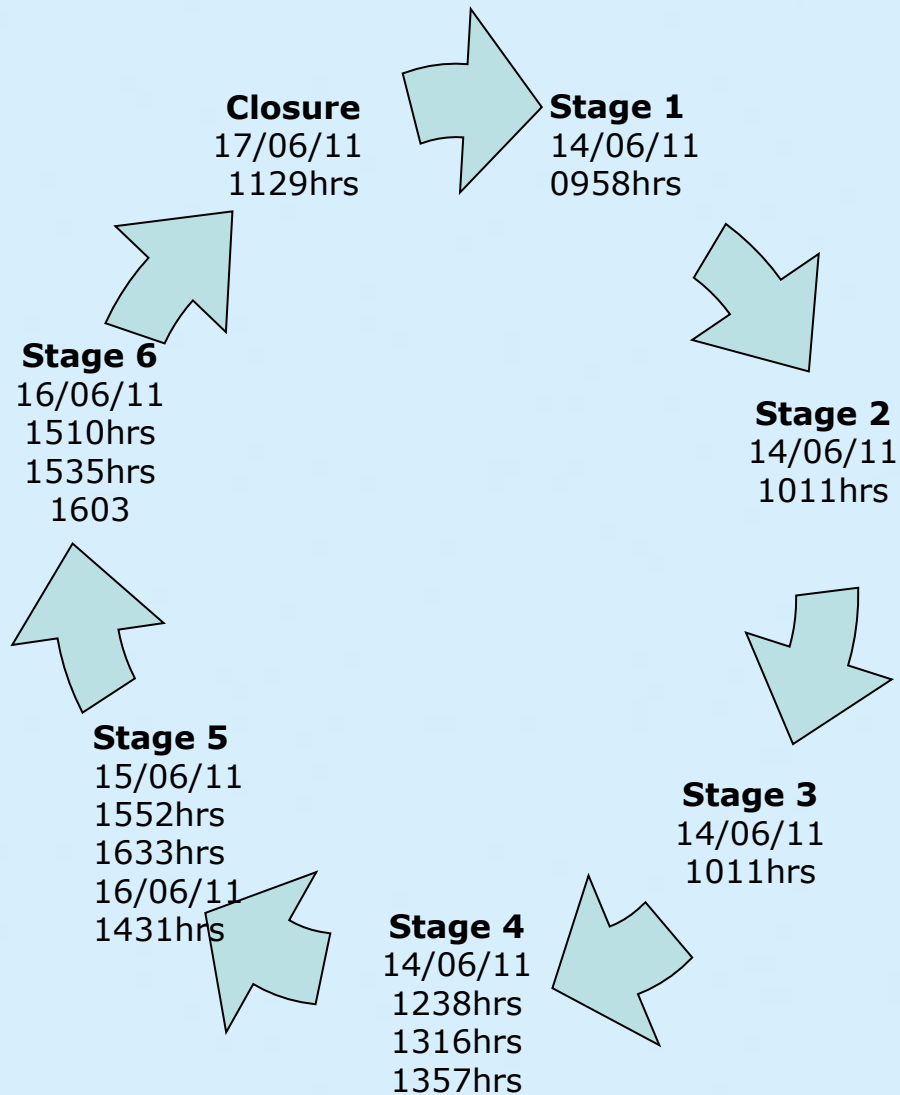 Closure
17/06/11
1129hrs
Stage 1
14/06/11
0958hrs
Stage 2
14/06/11
1011hrs
Stage 3
14/06/11
1011hrs
Stage 4
14/06/11
1238hrs
1316hrs
1357hrs
Stage 5
15/06/11
1552hrs
1633hrs
16/06/11
1431hrs
Stage 6
16/06/11
1510hrs
1535hrs
1603